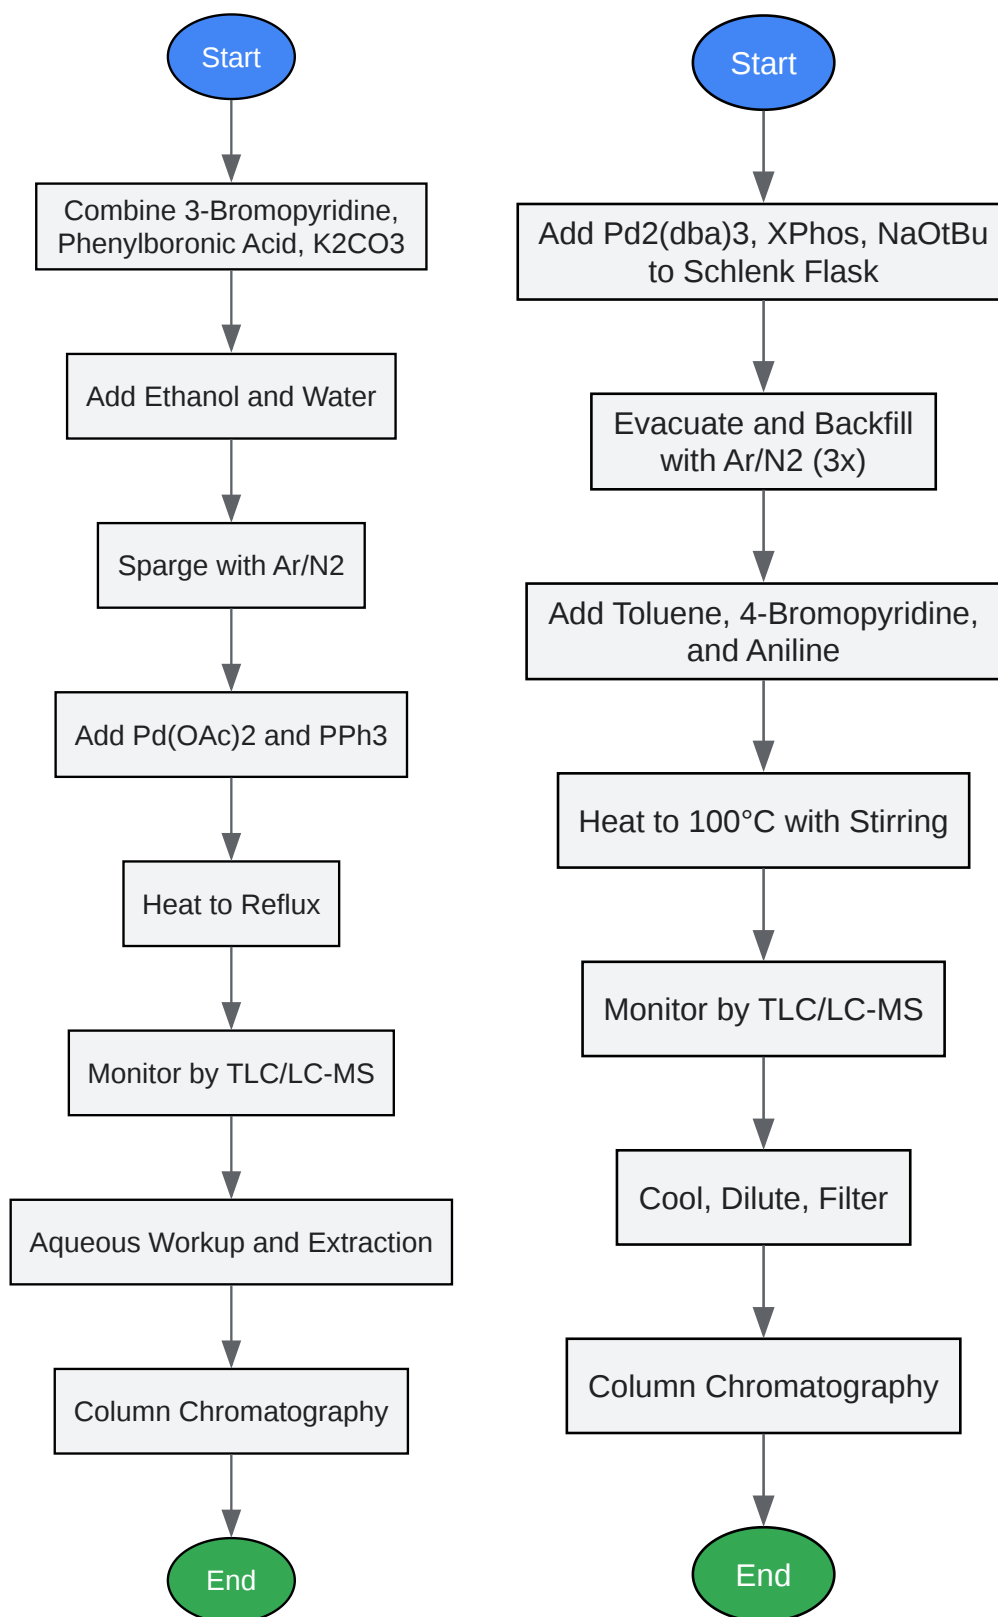 Start
Combine 3-Bromopyridine,
Phenylboronic Acid, K2CO3
Add Ethanol and Water
Sparge with Ar/N2
Add Pd(OAc)2 and PPh3
Heat to Reflux
Monitor by TLC/LC-MS
Aqueous Workup and Extraction
Column Chromatography
End
Start
Add Pd2(dba)3, XPhos, NaOtBu
to Schlenk Flask
Evacuate and Backfill
with Ar/N2 (3x)
Add Toluene, 4-Bromopyridine,
and Aniline
Heat to 100°C with Stirring
Monitor by TLC/LC-MS
Cool, Dilute, Filter
Column Chromatography
End